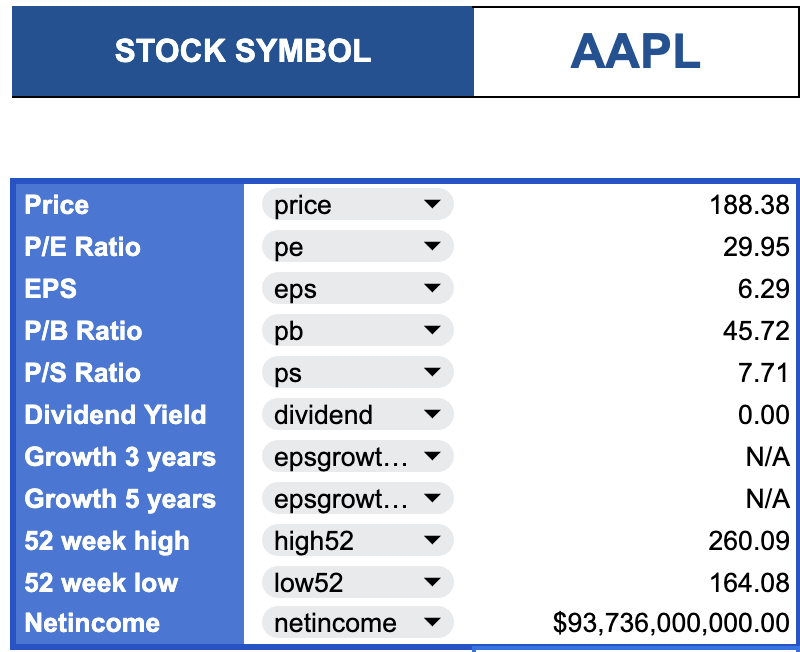 STOCK SYMBOL AAPL
Price price 188.38
P/E Ratio pe 29.95
EPS eps 6.29
P/B Ratio pb 45.72
P/S Ratio ps 7.71
Dividend Yield dividend 0.00
Growth 3 years epsgrowt... N/A
Growth 5 years epsgrowt... N/A
52 week high high52 260.09
52 week low low52 164.08
Netincome netincome $93,736,000,000.00